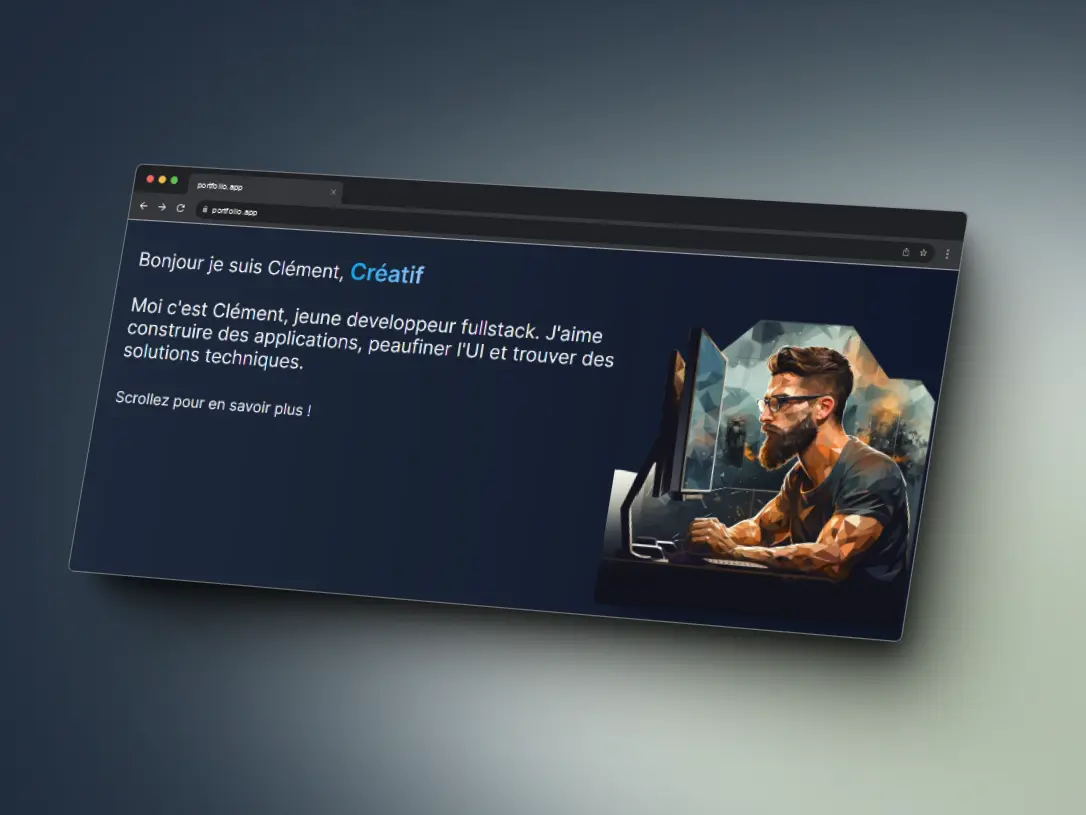 portfolio.app
portfolio.app
Bonjour je suis Clément, Créatif
Moi c'est Clément, jeune developpeur fullstack. J'aime
construire des applications, peaufiner l'UI et trouver des
solutions techniques.
Scrollez pour en savoir plus !